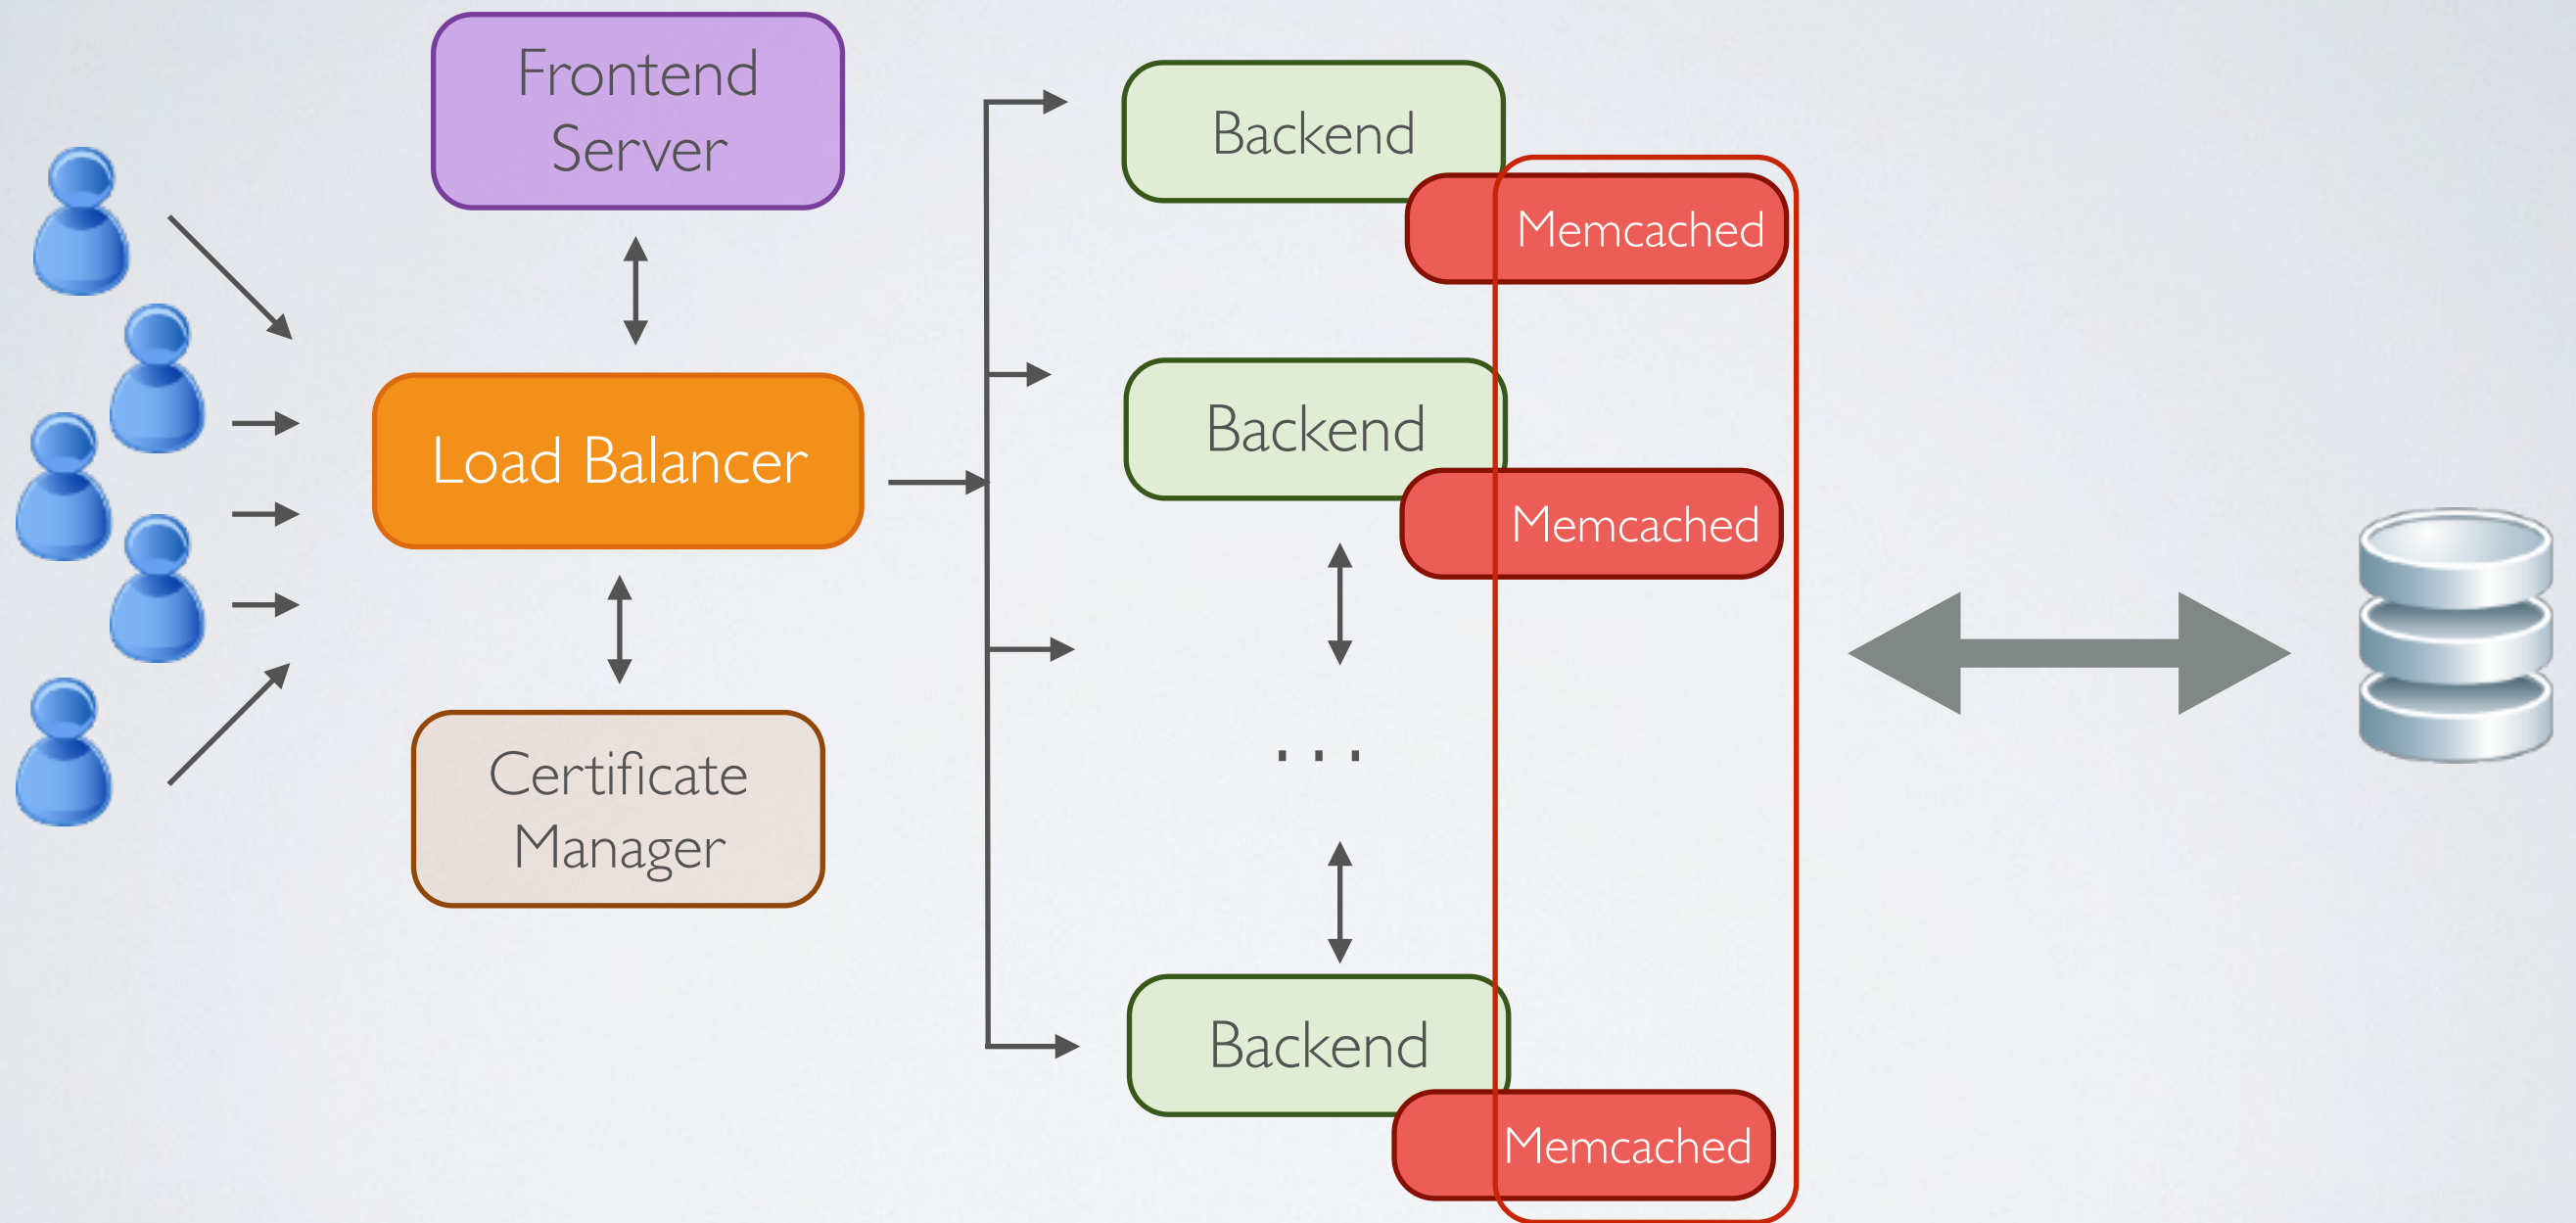 Frontend
Server
Load Balancer
Certificate
Manager
Backend
Memcached
Backend
Memcached
...
Backend
Memcached